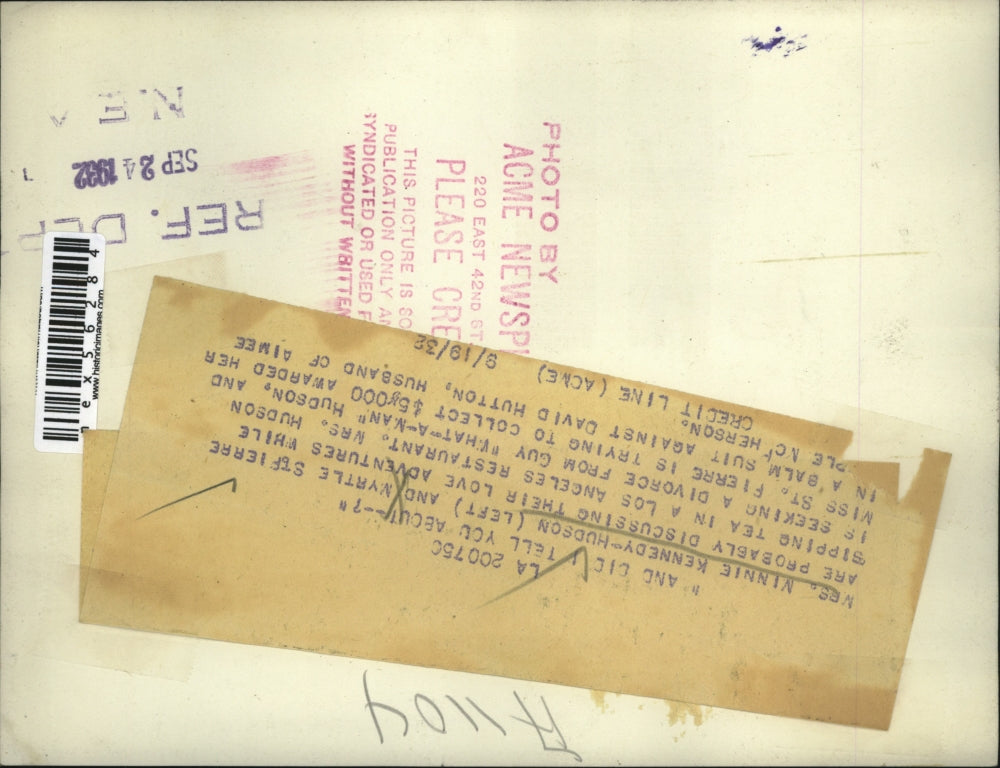 LA 200750
" AND DID I TELL YOU ABOUT--?"
MRS. MINNIE KENNEDY-HUDSON (LEFT) AND MYRTLE ST. PIERRE
ARE PROBABLY DISCUSSING THEIR LOVE ADVENTURES WHILE
SIPPING TEA IN A LOS ANGELES RESTAURANT. MRS. HUDSON
IS SEEKING A DIVORCE FROM GUY "WHAT-A-MAN" HUDSON, AND
MISS ST. PIERRE IS TRYING TO COLLECT $5,000 AWARDED HER
IN A BALM SUIT AGAINST DAVID HUTTON, HUSBAND OF AIMEE
PLE MC PHERSON.
CREDIT LINE (ACME) 9/19/32
PHOTO BY
ACME NEWSP
220 EAST 42ND ST
PLEASE CRE
THIS PICTURE IS SO
PUBLICATION ONLY AN
SYNDICATED OR USED F
WITHOUT WRITTEN
REF. DEP
SEP 24 1932
N.E.A
nex56284
www.historicimages.com
A1104